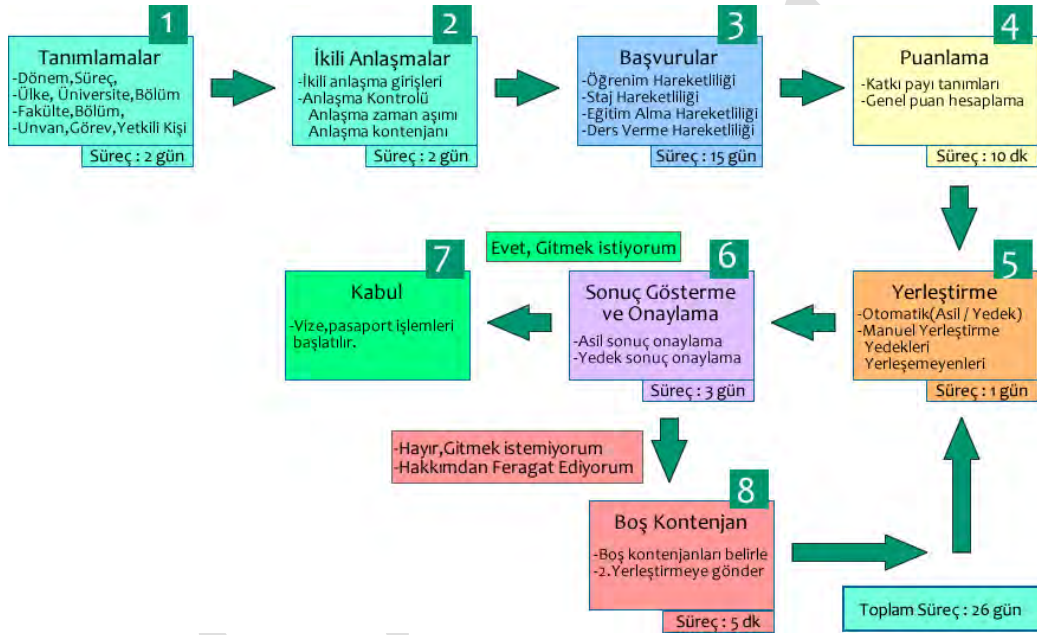 1
Tanımlamalar
-Dönem,Süreç,
-Ülke, Üniversite,Bölüm
-Fakülte,Bölüm,
-Unvan,Görev,Yetkili Kişi
Süreç : 2 gün
2
İkili Anlaşmalar
-İkili anlaşma girişleri
-Anlaşma Kontrolü
Anlaşma zaman aşımı
Anlaşma kontenjanı
Süreç : 2 gün
3
Başvurular
-Öğrenim Hareketliliği
-Staj Hareketliliği
-Eğitim Alma Hareketliliği
-Ders Verme Hareketliliği
Süreç : 15 gün
4
Puanlama
-Katkı payı tanımları
-Genel puan hesaplama
Süreç : 10 dk
5
Yerleştirme
-Otomatik(Asil / Yedek)
-Manuel Yerleştirme
Yedekleri
Yerleşemeyenleri
Süreç : 1 gün
6
Sonuç Gösterme
ve Onaylama
-Asil sonuç onaylama
-Yedek sonuç onaylama
Süreç : 3 gün
Evet, Gitmek istiyorum
7
Kabul
-Vize,pasaport işlemleri
başlatılır.
-Hayır,Gitmek istemiyorum
-Hakkımdan Feragat Ediyorum
8
Boş Kontenjan
-Boş kontenjanları belirle
-2.Yerleştirmeye gönder
Süreç : 5 dk
Toplam Süreç : 26 gün